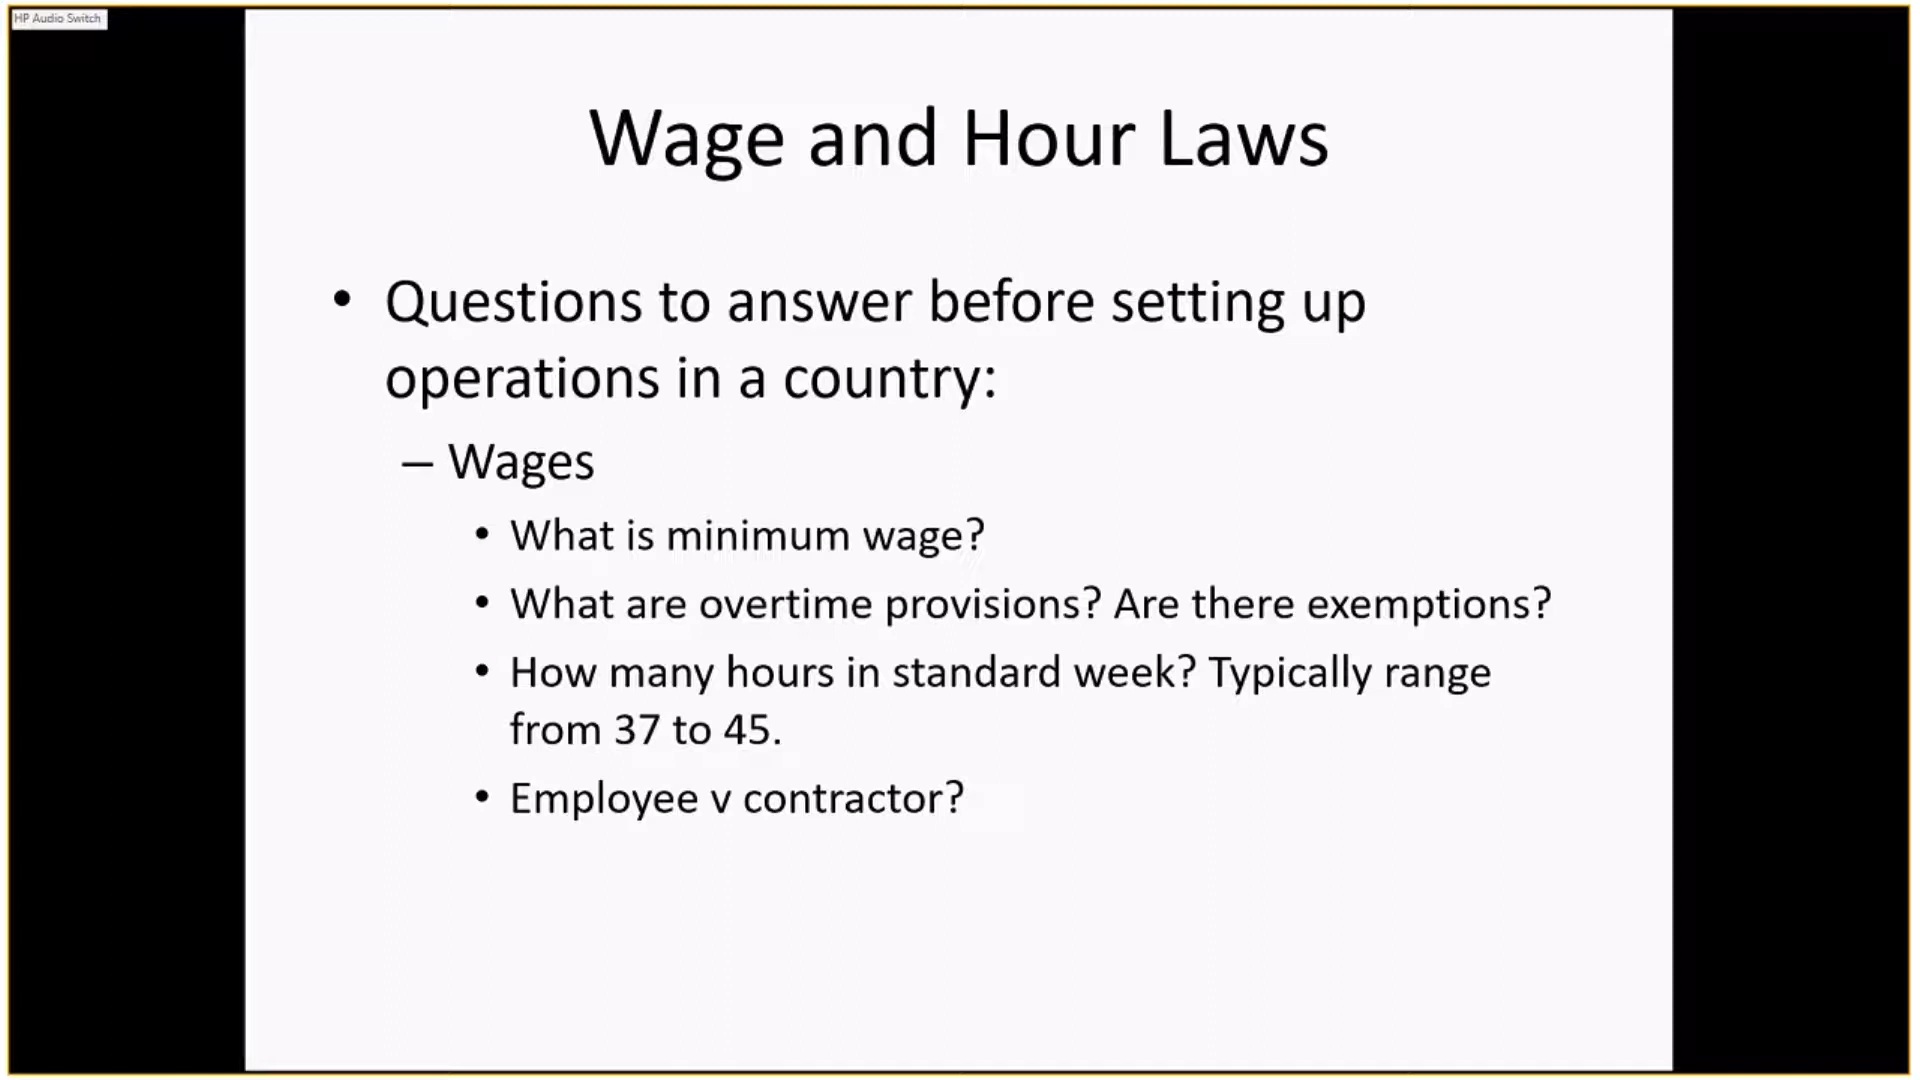 HP Audio Switch
Wage and Hour Laws
• Questions to answer before setting up
operations in a country:
– Wages
• What is minimum wage?
• What are overtime provisions? Are there exemptions?
• How many hours in standard week? Typically range
from 37 to 45.
• Employee v contractor?